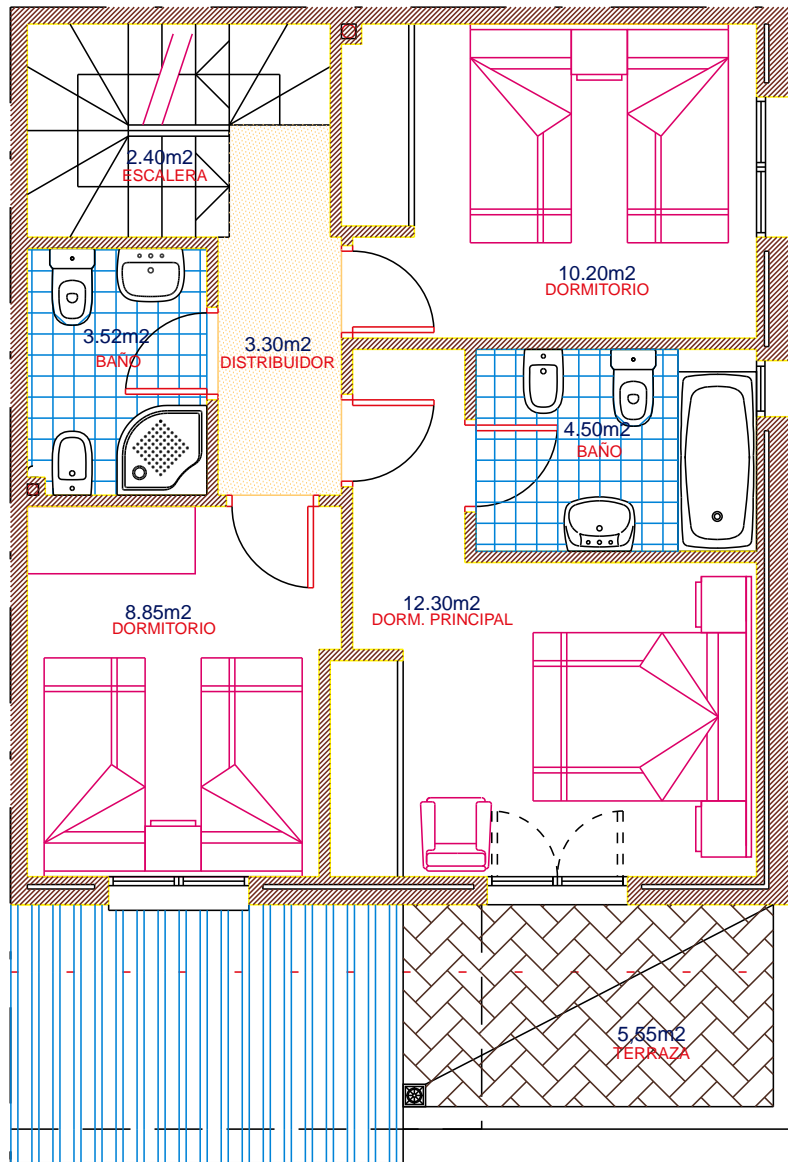 2.40m2
ESCALERA
10.20m2
DORMITORIO
3.52m2
BAÑO
3.30m2
DISTRIBUIDOR
4.50m2
BAÑO
8.85m2
DORMITORIO
12.30m2
DORM. PRINCIPAL
5,55m2
TERRAZA